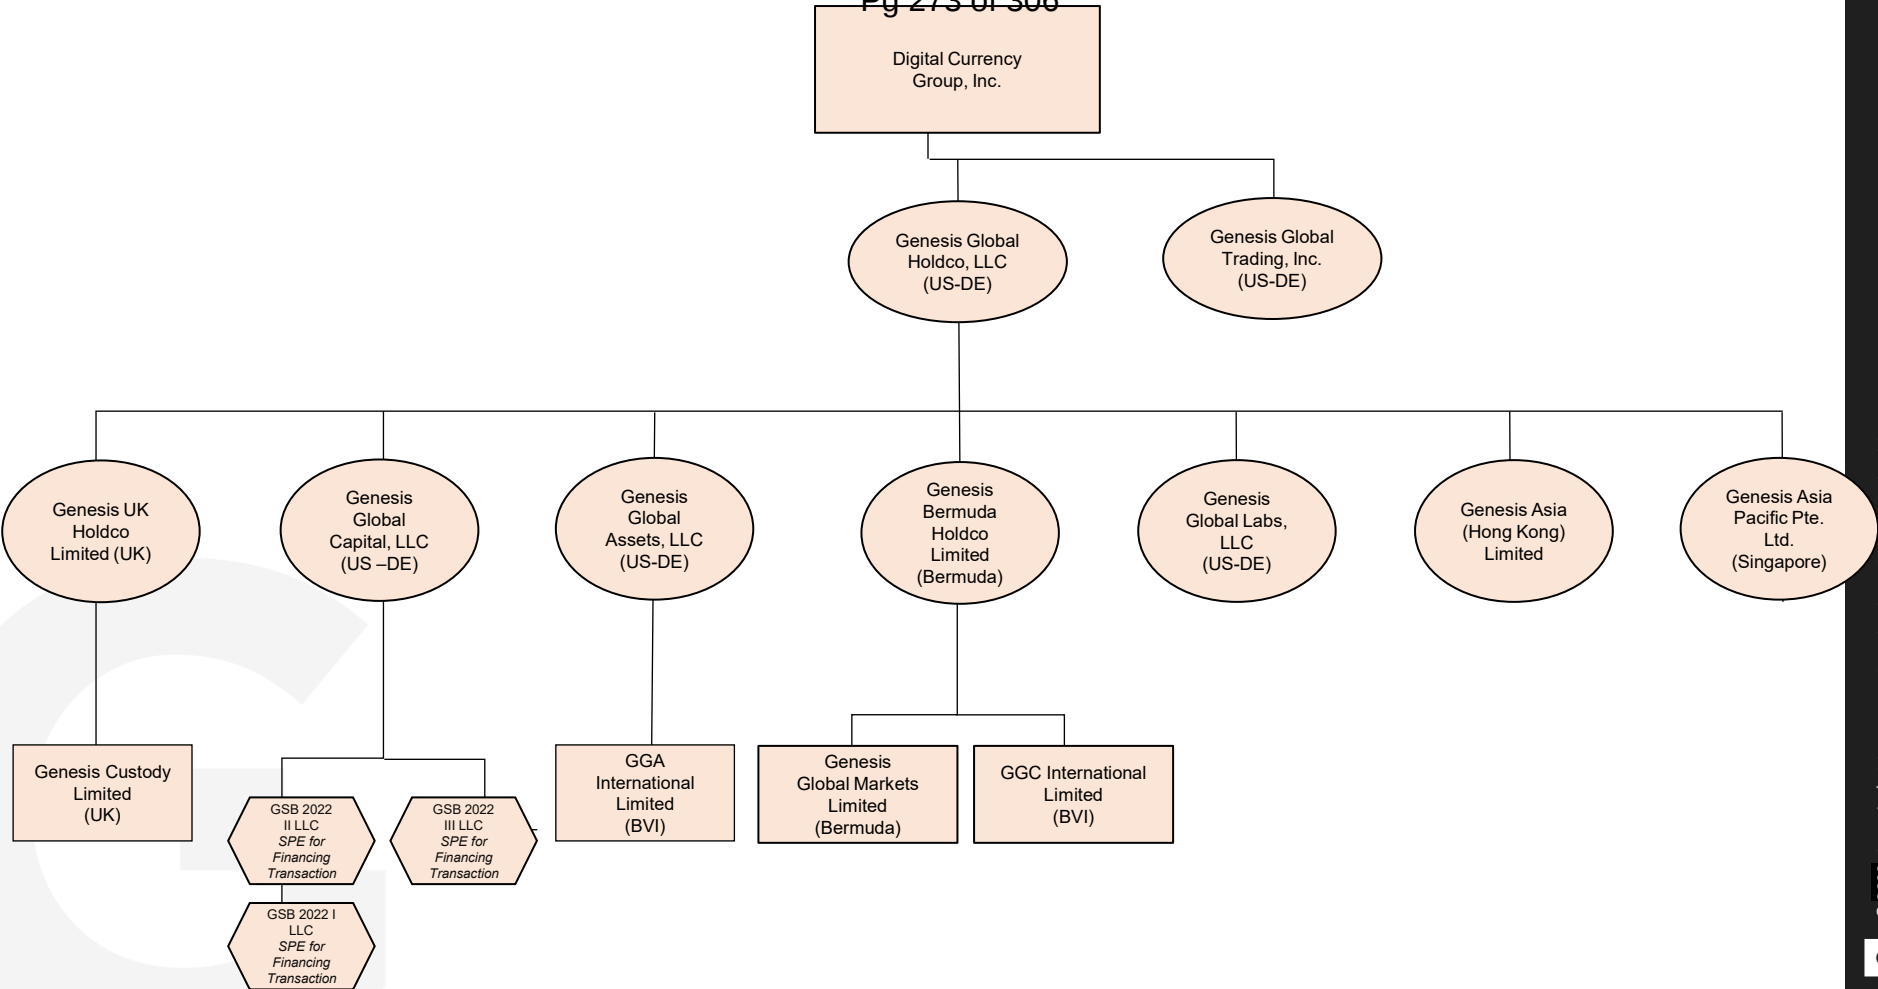 Pg 273 of 306
Digital Currency
Group, Inc.
Genesis Global
Holdco, LLC
(US-DE)
Genesis Global
Trading, Inc.
(US-DE)
Genesis UK
Holdco
Limited (UK)
Genesis
Global
Capital, LLC
(US –DE)
Genesis
Global
Assets, LLC
(US-DE)
Genesis
Bermuda
Holdco
Limited
(Bermuda)
Genesis
Global Labs,
LLC
(US-DE)
Genesis Asia
(Hong Kong)
Limited
Genesis Asia
Pacific Pte.
Ltd.
(Singapore)
Genesis Custody
Limited
(UK)
GSB 2022
II LLC
SPE for
Financing
Transaction
GSB 2022
III LLC
SPE for
Financing
Transaction
GGA
International
Limited
(BVI)
Genesis
Global Markets
Limited
(Bermuda)
GGC International
Limited
(BVI)
GSB 2022 I
LLC
SPE for
Financing
Transaction